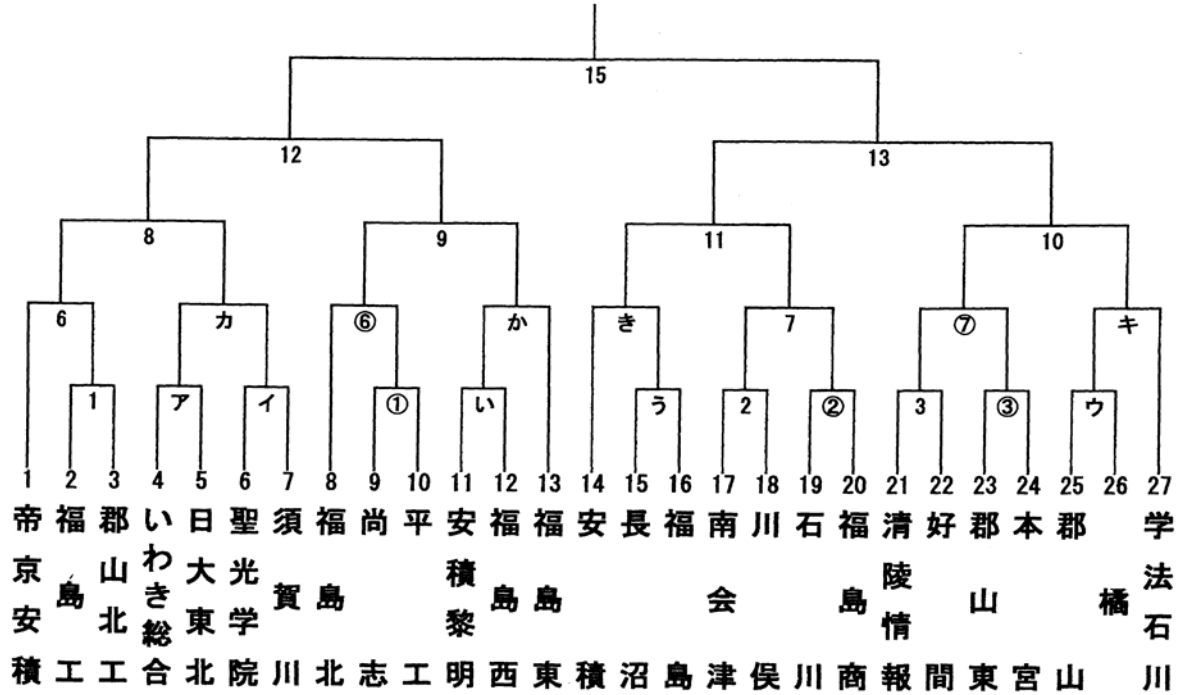 15
12 13
8 9 11 10
6 カ ⑥ か き 7 ⑦ キ
1 ア イ ① い う 2 ② 3 ③ ウ
1 2 3 4 5 6 7 8 9 10 11 12 13 14 15 16 17 18 19 20 21 22 23 24 25 26 27
帝京安積
福島工
郡山北工
いわき総合
日大東北
聖光学院
須賀川
福島北
尚志
平工
安積黎明
福島西
福島東
安積
長沼
福島
南会津
川俣
石川
福島商
清陵情報
好間
郡山東
本宮
郡山
橘
学法石川